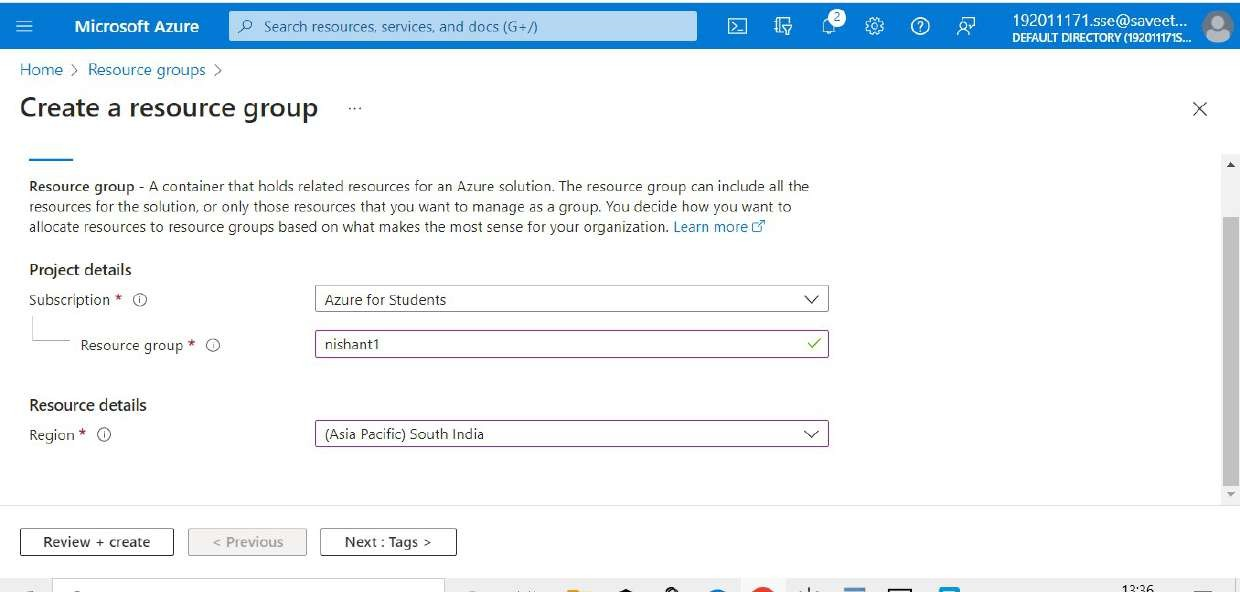 Microsoft Azure
Search resources, services, and docs (G+/)
2
192011171.sse@saveet...
DEFAULT DIRECTORY (192011171S...
Home > Resource groups >
Create a resource group ...
Resource group - A container that holds related resources for an Azure solution. The resource group can include all the
resources for the solution, or only those resources that you want to manage as a group. You decide how you want to
allocate resources to resource groups based on what makes the most sense for your organization. Learn more
Project details
Subscription *
Azure for Students
Resource group *
nishant1
Resource details
Region *
(Asia Pacific) South India
Review + create
< Previous
Next : Tags >
13:36